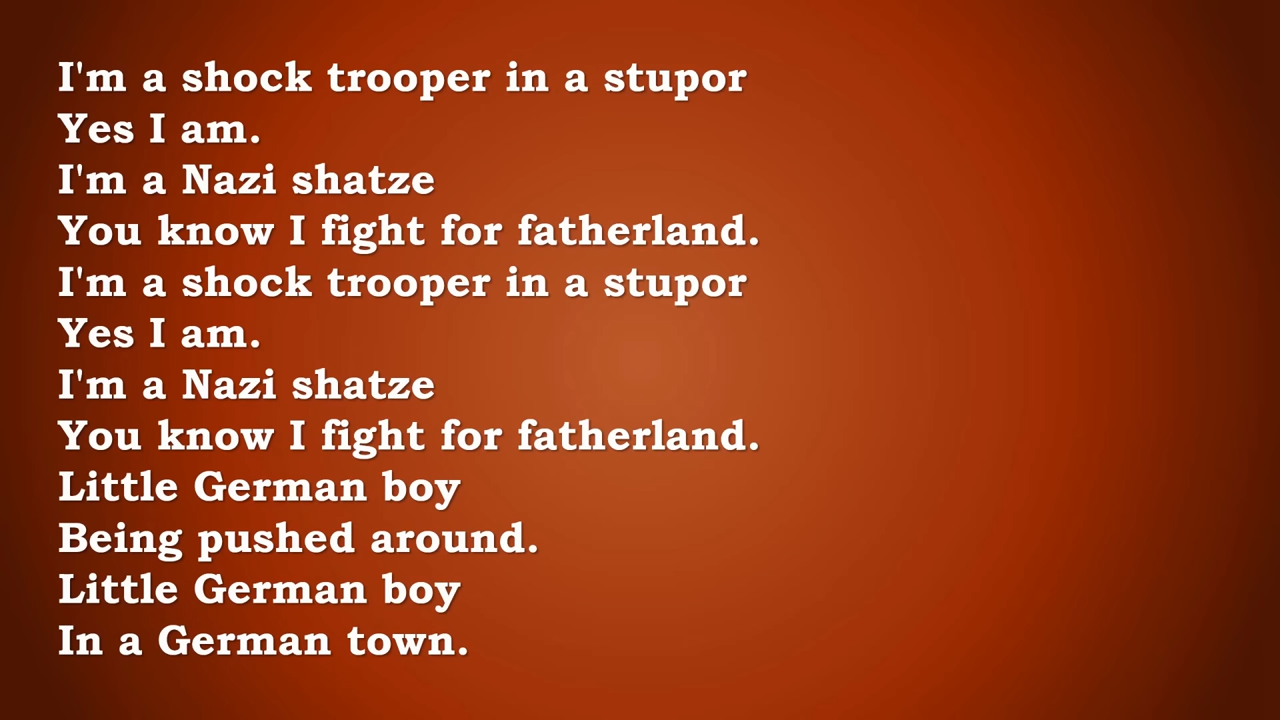 I'm a shock trooper in a stupor
Yes I am.
I'm a Nazi shatze
You know I fight for fatherland.
I'm a shock trooper in a stupor
Yes I am.
I'm a Nazi shatze
You know I fight for fatherland.
Little German boy
Being pushed around.
Little German boy
In a German town.